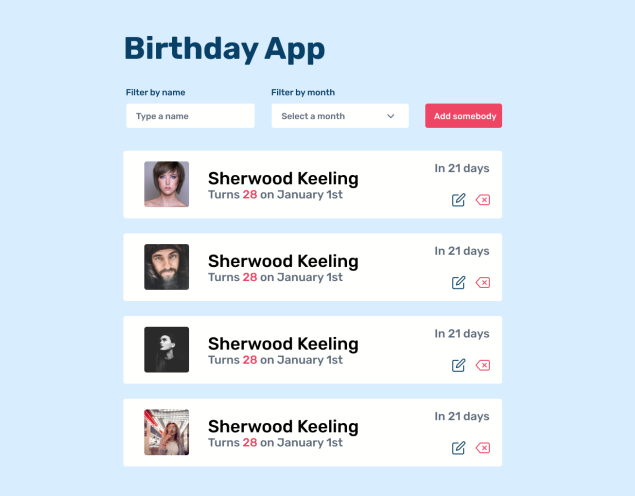 Birthday App
Filter by name
Filter by month
Type a name
Select a month
Add somebody
Sherwood Keeling
Turns 28 on January 1st
In 21 days
Sherwood Keeling
Turns 28 on January 1st
In 21 days
Sherwood Keeling
Turns 28 on January 1st
In 21 days
Sherwood Keeling
Turns 28 on January 1st
In 21 days